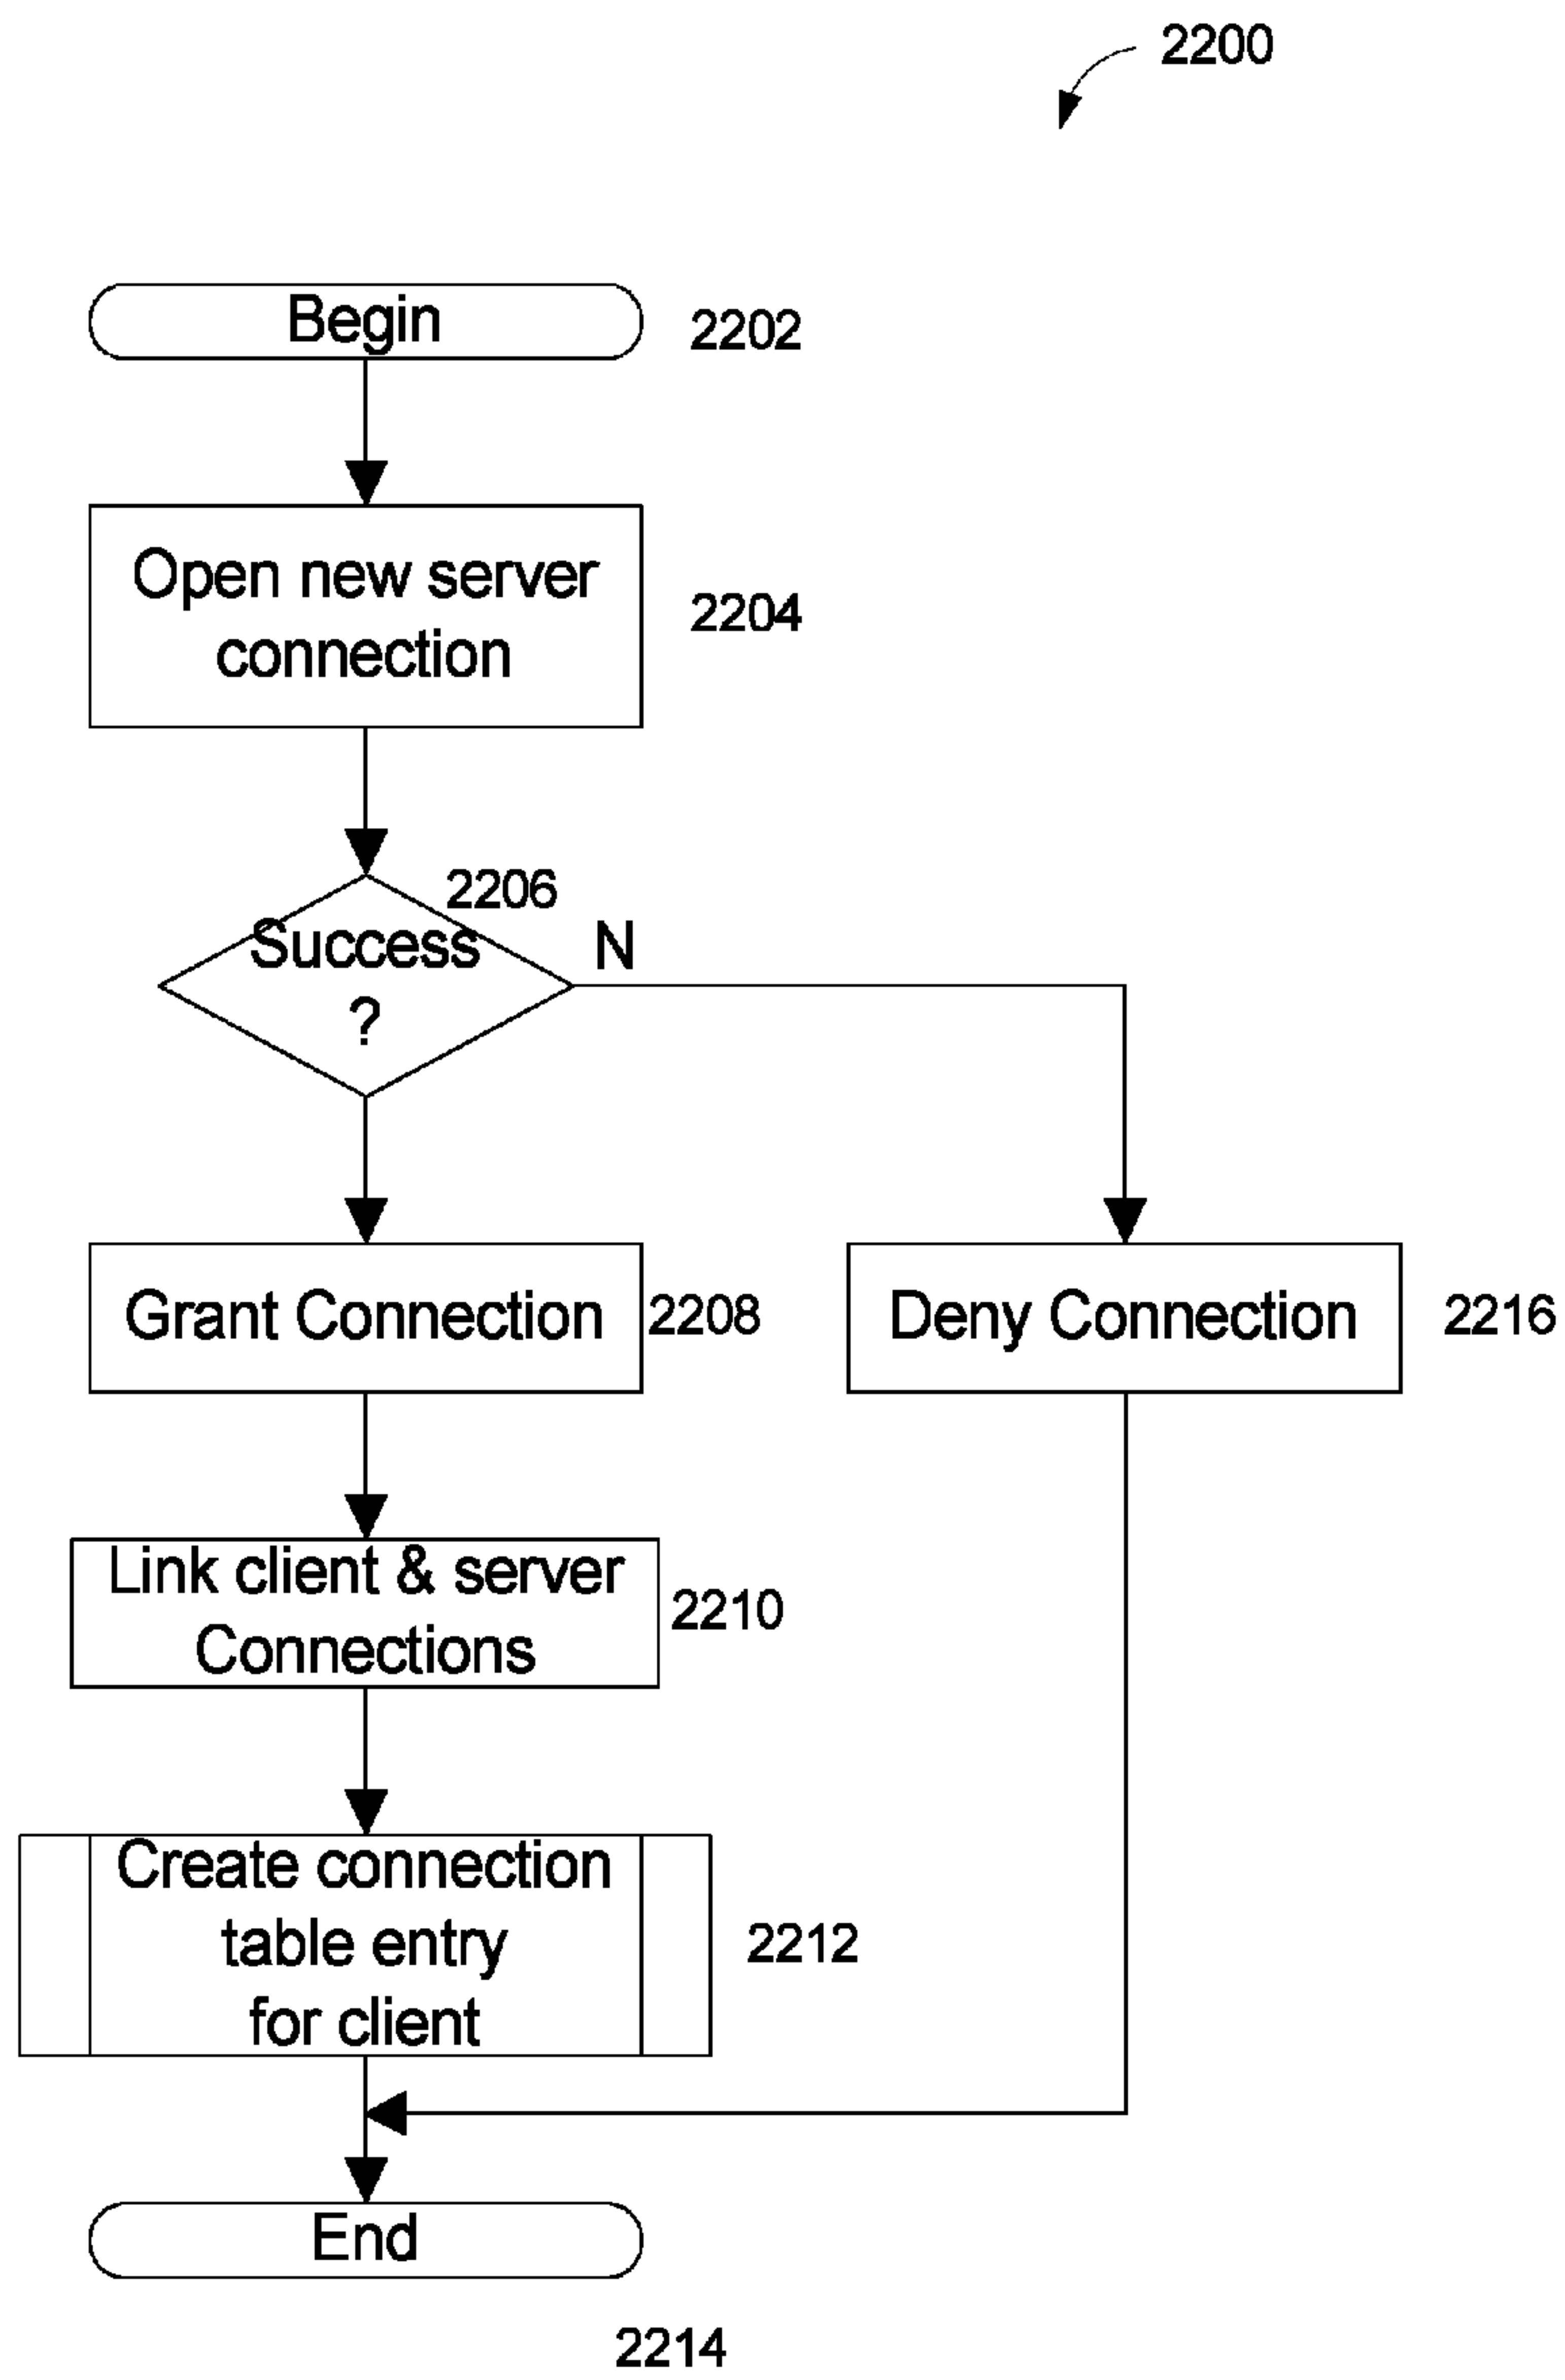 2200
Begin
2202
Open new server
connection
2204
2206
Success
?
N
Grant Connection
2208
Deny Connection
2216
Link client & server
Connections
2210
Create connection
table entry
for client
2212
End
2214